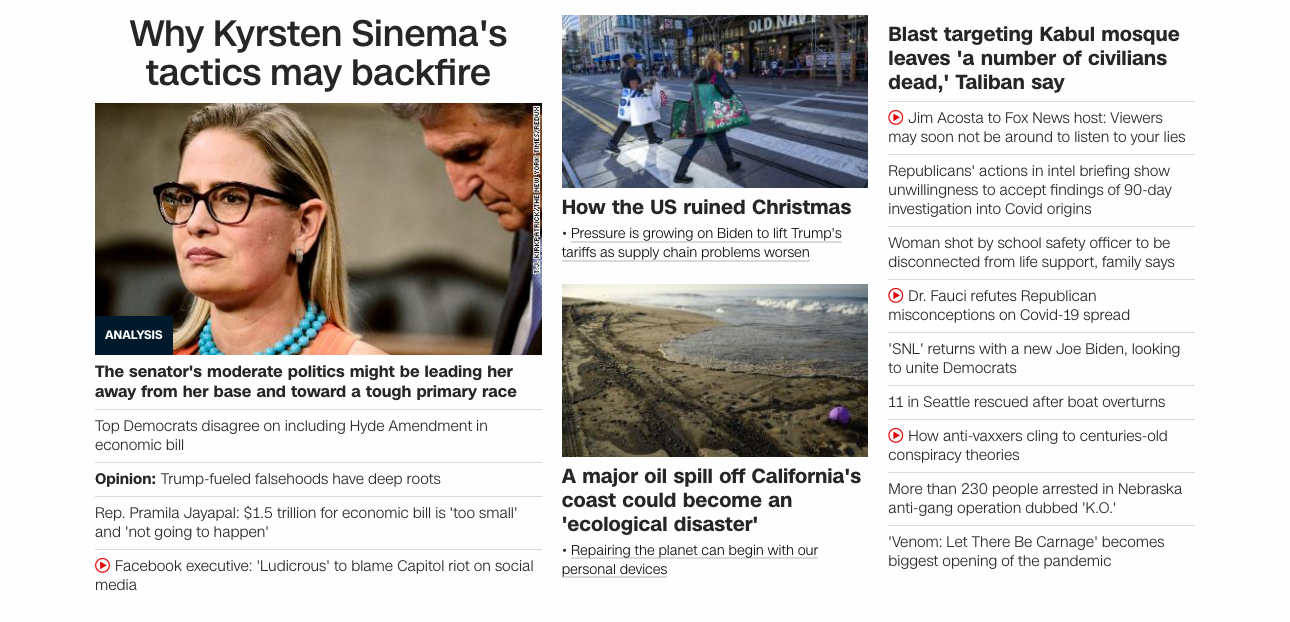 Why Kyrsten Sinema's
tactics may backfire
T.J. KIRKPATRICK/THE NEW YORK TIMES/REDUX
ANALYSIS
The senator's moderate politics might be leading her
away from her base and toward a tough primary race
Top Democrats disagree on including Hyde Amendment in
economic bill
Opinion: Trump-fueled falsehoods have deep roots
Rep. Pramila Jayapal: $1.5 trillion for economic bill is 'too small'
and 'not going to happen'
Facebook executive: 'Ludicrous' to blame Capitol riot on social
media
OLD NAVY
How the US ruined Christmas
• Pressure is growing on Biden to lift Trump's
tariffs as supply chain problems worsen
A major oil spill off California's
coast could become an
'ecological disaster'
• Repairing the planet can begin with our
personal devices
Blast targeting Kabul mosque
leaves 'a number of civilians
dead,' Taliban say
Jim Acosta to Fox News host: Viewers
may soon not be around to listen to your lies
Republicans' actions in intel briefing show
unwillingness to accept findings of 90-day
investigation into Covid origins
Woman shot by school safety officer to be
disconnected from life support, family says
Dr. Fauci refutes Republican
misconceptions on Covid-19 spread
'SNL' returns with a new Joe Biden, looking
to unite Democrats
11 in Seattle rescued after boat overturns
How anti-vaxxers cling to centuries-old
conspiracy theories
More than 230 people arrested in Nebraska
anti-gang operation dubbed 'K.O.'
'Venom: Let There Be Carnage' becomes
biggest opening of the pandemic